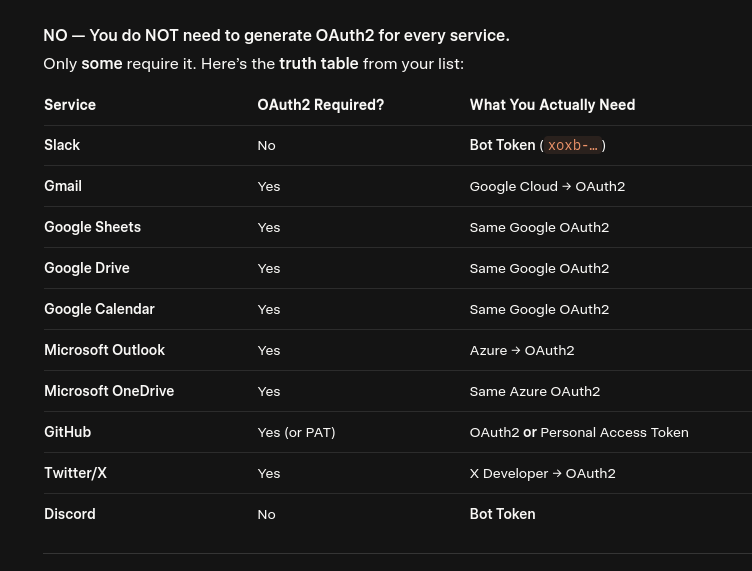 NO — You do NOT need to generate OAuth2 for every service.
Only some require it. Here's the truth table from your list:
Service OAuth2 Required? What You Actually Need
Slack No Bot Token (xoxb-…)
Gmail Yes Google Cloud → OAuth2
Google Sheets Yes Same Google OAuth2
Google Drive Yes Same Google OAuth2
Google Calendar Yes Same Google OAuth2
Microsoft Outlook Yes Azure → OAuth2
Microsoft OneDrive Yes Same Azure OAuth2
GitHub Yes (or PAT) OAuth2 or Personal Access Token
Twitter/X Yes X Developer → OAuth2
Discord No Bot Token